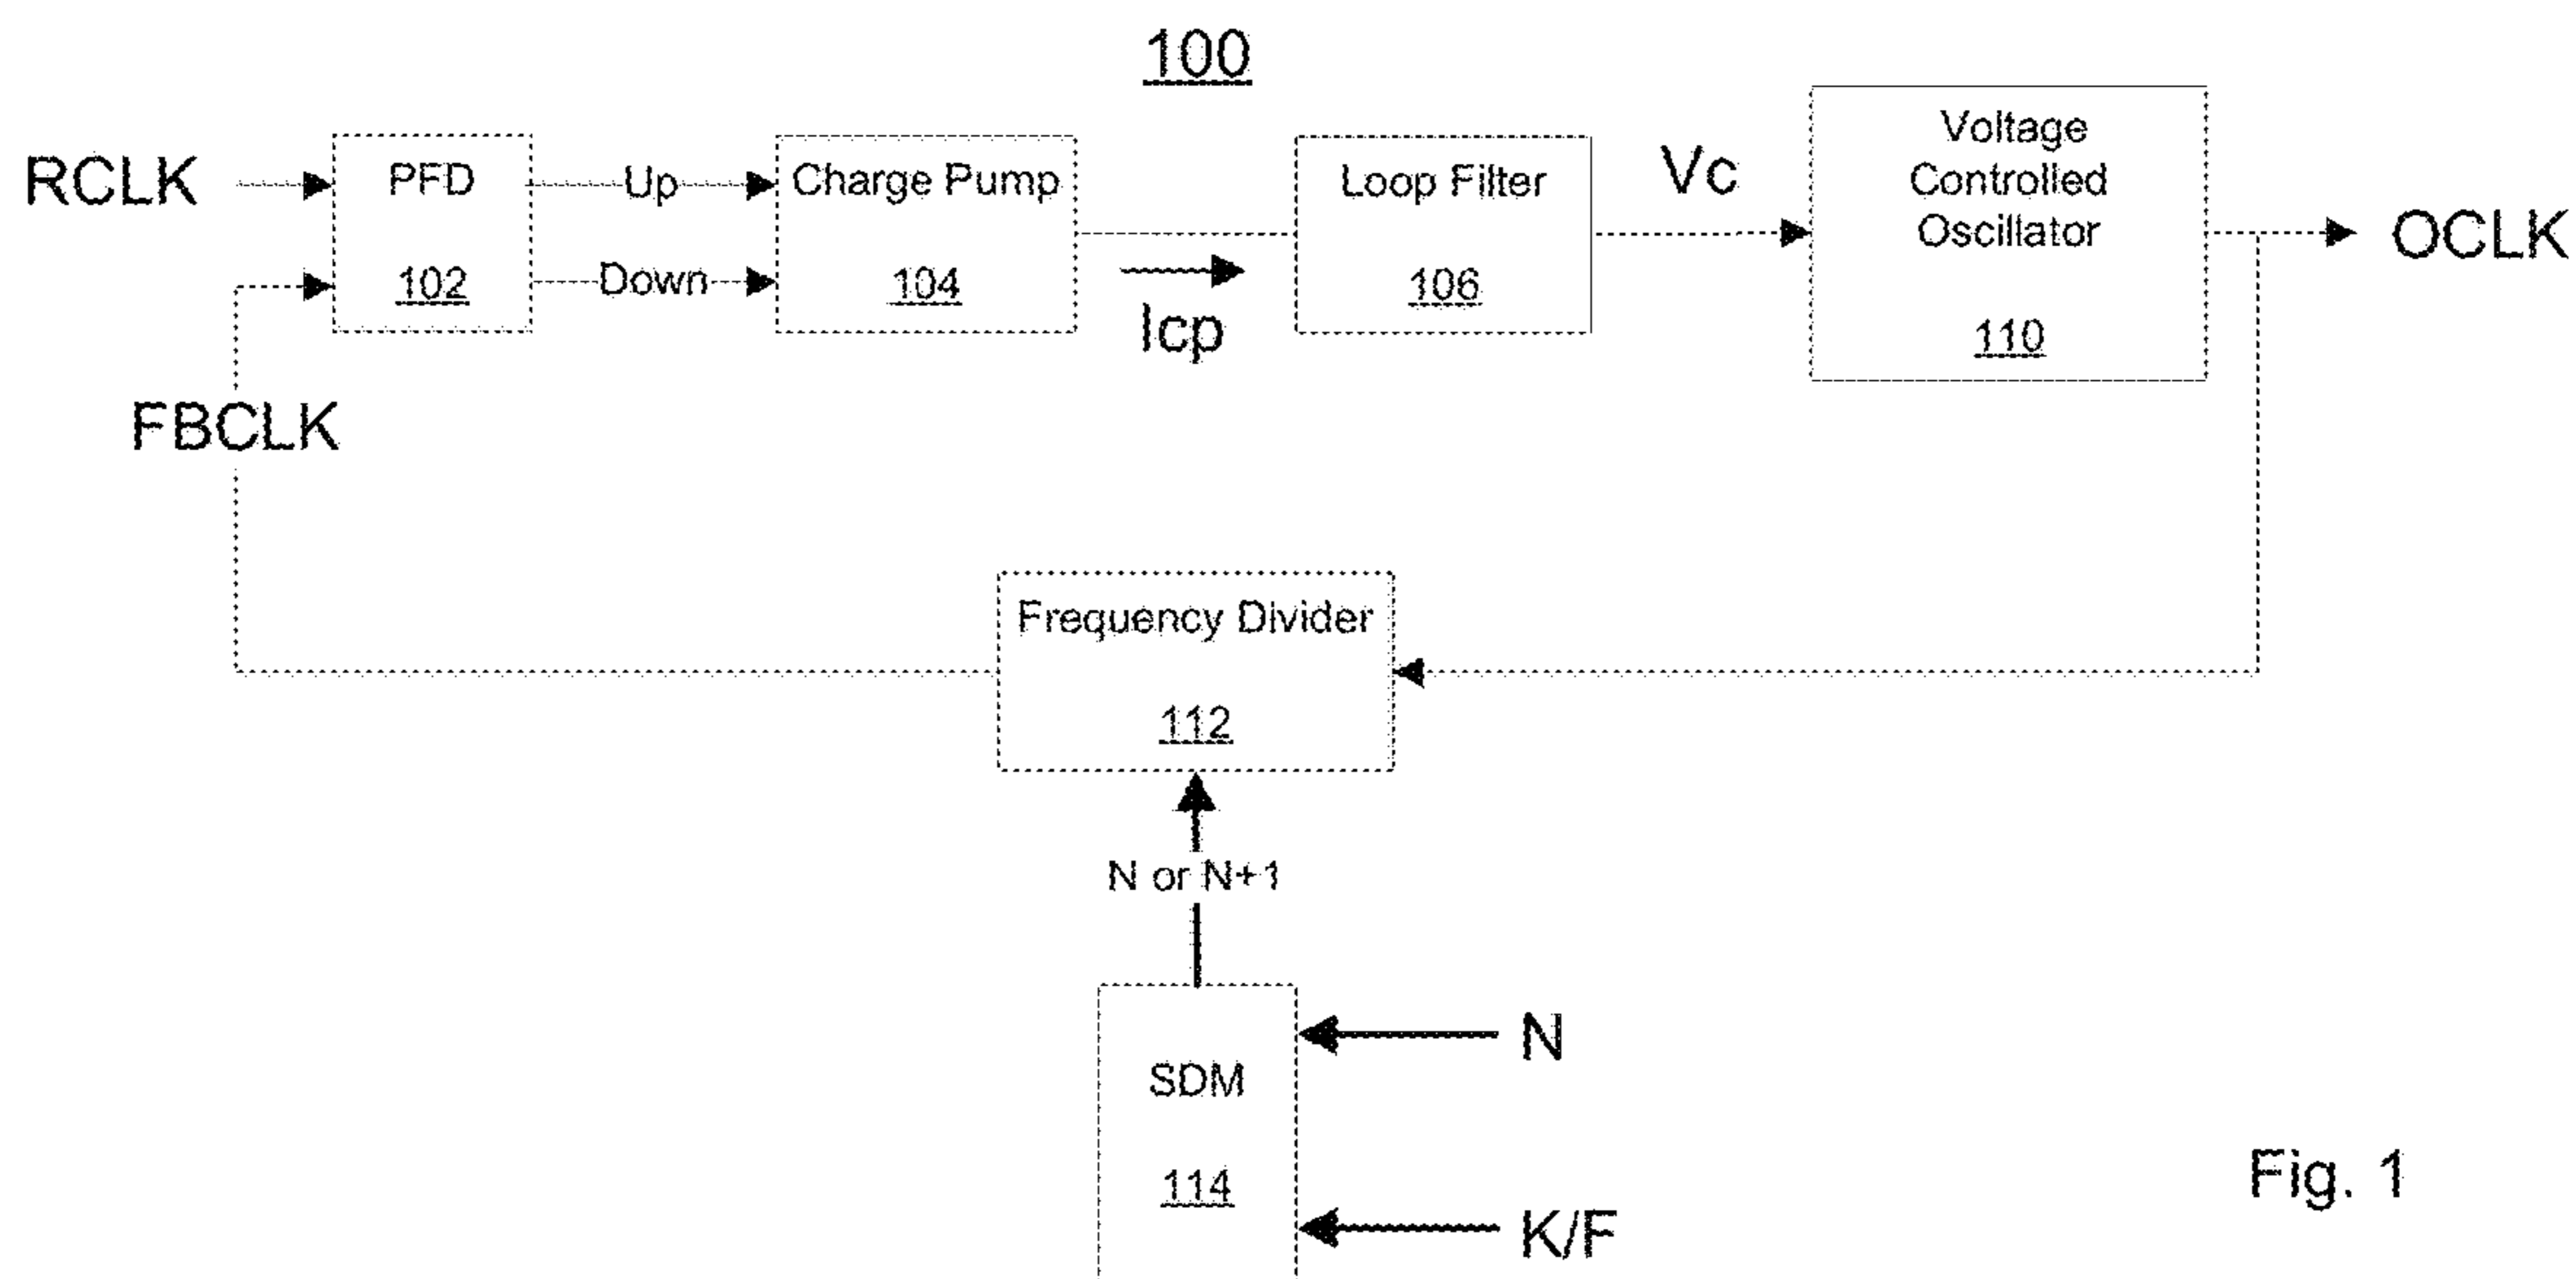 100
RCLK
PFD
102
Up
Down
Charge Pump
104
Icp
Loop Filter
106
Vc
Voltage
Controlled
Oscillator
110
OCLK
FBCLK
Frequency Divider
112
N or N+1
SDM
114
N
K/F
Fig. 1